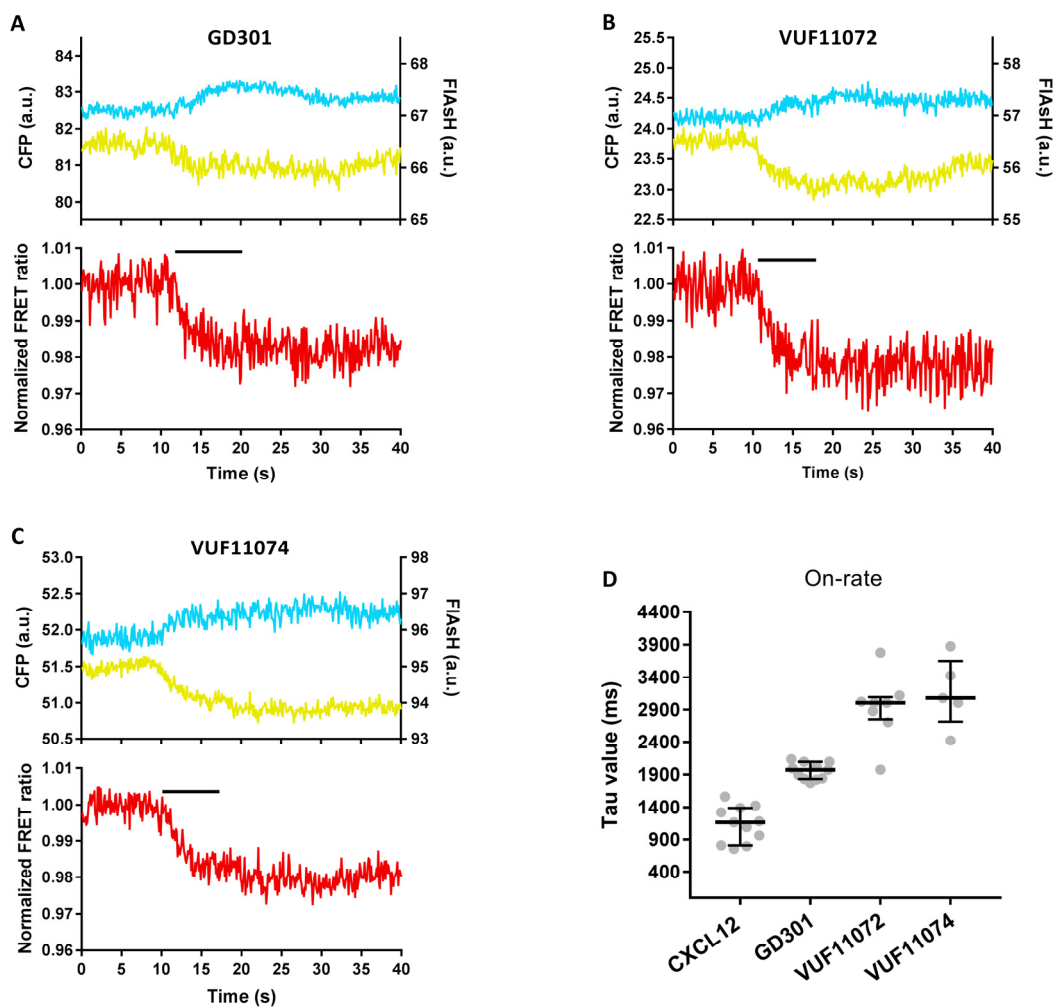 A
GD301
84
83
82
81
80
CFP (a.u.)
68
67
66
65
FlAsH (a.u.)
1.01
1.00
0.99
0.98
0.97
0.96
Normalized FRET ratio
0 5 10 15 20 25 30 35 40
Time (s)
B
VUF11072
25.5
25.0
24.5
24.0
23.5
23.0
22.5
CFP (a.u.)
58
57
56
55
FlAsH (a.u.)
1.01
1.00
0.99
0.98
0.97
0.96
Normalized FRET ratio
0 5 10 15 20 25 30 35 40
Time (s)
C
VUF11074
53.0
52.5
52.0
51.5
51.0
50.5
CFP (a.u.)
98
97
96
95
94
93
FlAsH (a.u.)
1.01
1.00
0.99
0.98
0.97
0.96
Normalized FRET ratio
0 5 10 15 20 25 30 35 40
Time (s)
D
On-rate
4400
3900
3400
2900
2400
1900
1400
900
400
Tau value (ms)
CXCL12
GD301
VUF11072
VUF11074